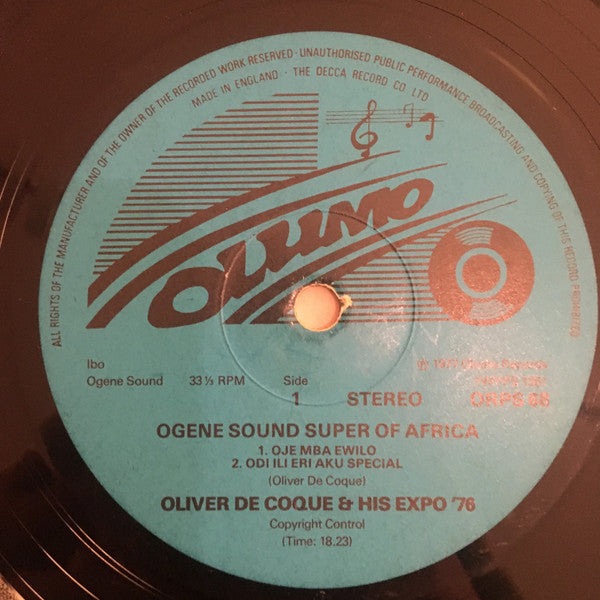 ALL RIGHTS OF THE MANUFACTURER AND OF THE OWNER OF THE RECORDED WORK RESERVED · UNAUTHORISED PUBLIC PERFORMANCE BROADCASTING AND COPYING OF THIS RECORD PROHIBITED
MADE IN ENGLAND · THE DECCA RECORD CO. LTD.
OLUMO
Ibo
Ogene Sound
33⅓ RPM
Side
1
STEREO
OGENE SOUND SUPER OF AFRICA
1. OJE MBA EWILO
2. ODI ILI ERI AKU SPECIAL
(Oliver De Coque)
OLIVER DE COQUE & HIS EXPO '76
Copyright Control
(Time: 18.23)